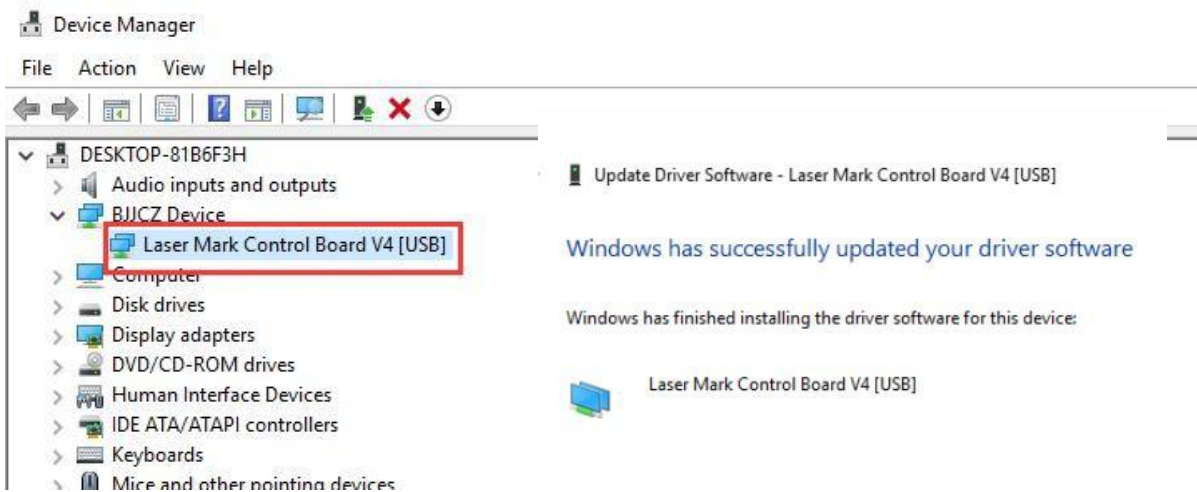 Device Manager
File Action View Help
DESKTOP-81B6F3H
Audio inputs and outputs
BJJCZ Device
Laser Mark Control Board V4 [USB]
Computer
Disk drives
Display adapters
DVD/CD-ROM drives
Human Interface Devices
IDE ATA/ATAPI controllers
Keyboards
Mice and other pointing devices
Update Driver Software - Laser Mark Control Board V4 [USB]
Windows has successfully updated your driver software
Windows has finished installing the driver software for this device:
Laser Mark Control Board V4 [USB]